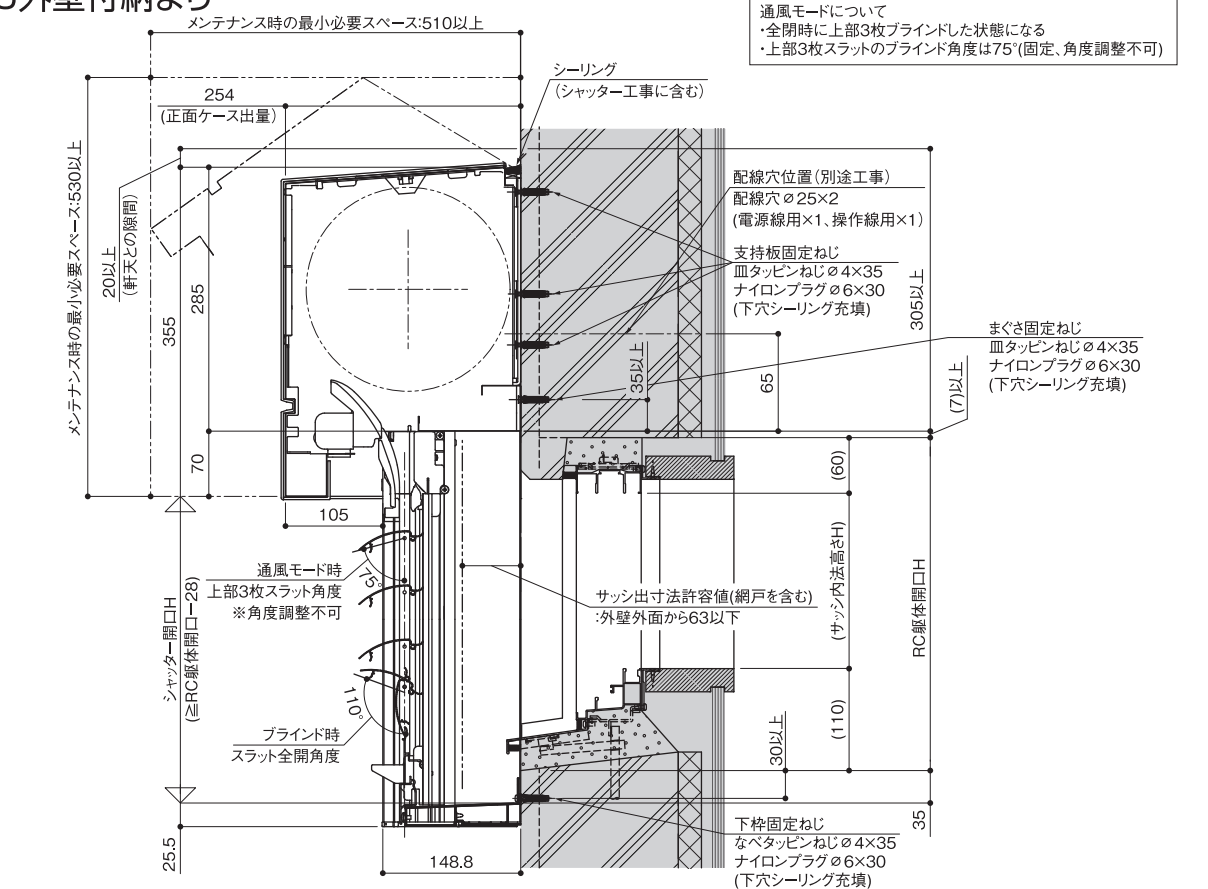 外壁付納まり
通風モードについて
・全閉時に上部3枚ブラインドした状態になる
・上部3枚スラットのブラインド角度は75°(固定、角度調整不可)
メンテナンス時の最小必要スペース:510以上
シーリング
(シャッター工事に含む)
254
(正面ケース出量)
メンテナンス時の最小必要スペース:530以上
20以上
(軒天との隙間)
355
285
70
配線穴位置(別途工事)
配線穴⌀25×2
(電源線用×1、操作線用×1)
支持板固定ねじ
皿タッピンねじ⌀4×35
ナイロンプラグ⌀6×30
(下穴シーリング充填)
305以上
まぐさ固定ねじ
皿タッピンねじ⌀4×35
ナイロンプラグ⌀6×30
(下穴シーリング充填)
35以上
65
(7)以上
(60)
105
通風モード時
上部3枚スラット角度
※角度調整不可
75°
サッシ出寸法許容値(網戸を含む)
:外壁外面から63以下
(サッシ内法高さH)
RC躯体開口H
シャッター開口H
(≧RC躯体開口−28)
110°
ブラインド時
スラット全開角度
(110)
30以上
35
25.5
148.8
下枠固定ねじ
なべタッピンねじ⌀4×35
ナイロンプラグ⌀6×30
(下穴シーリング充填)